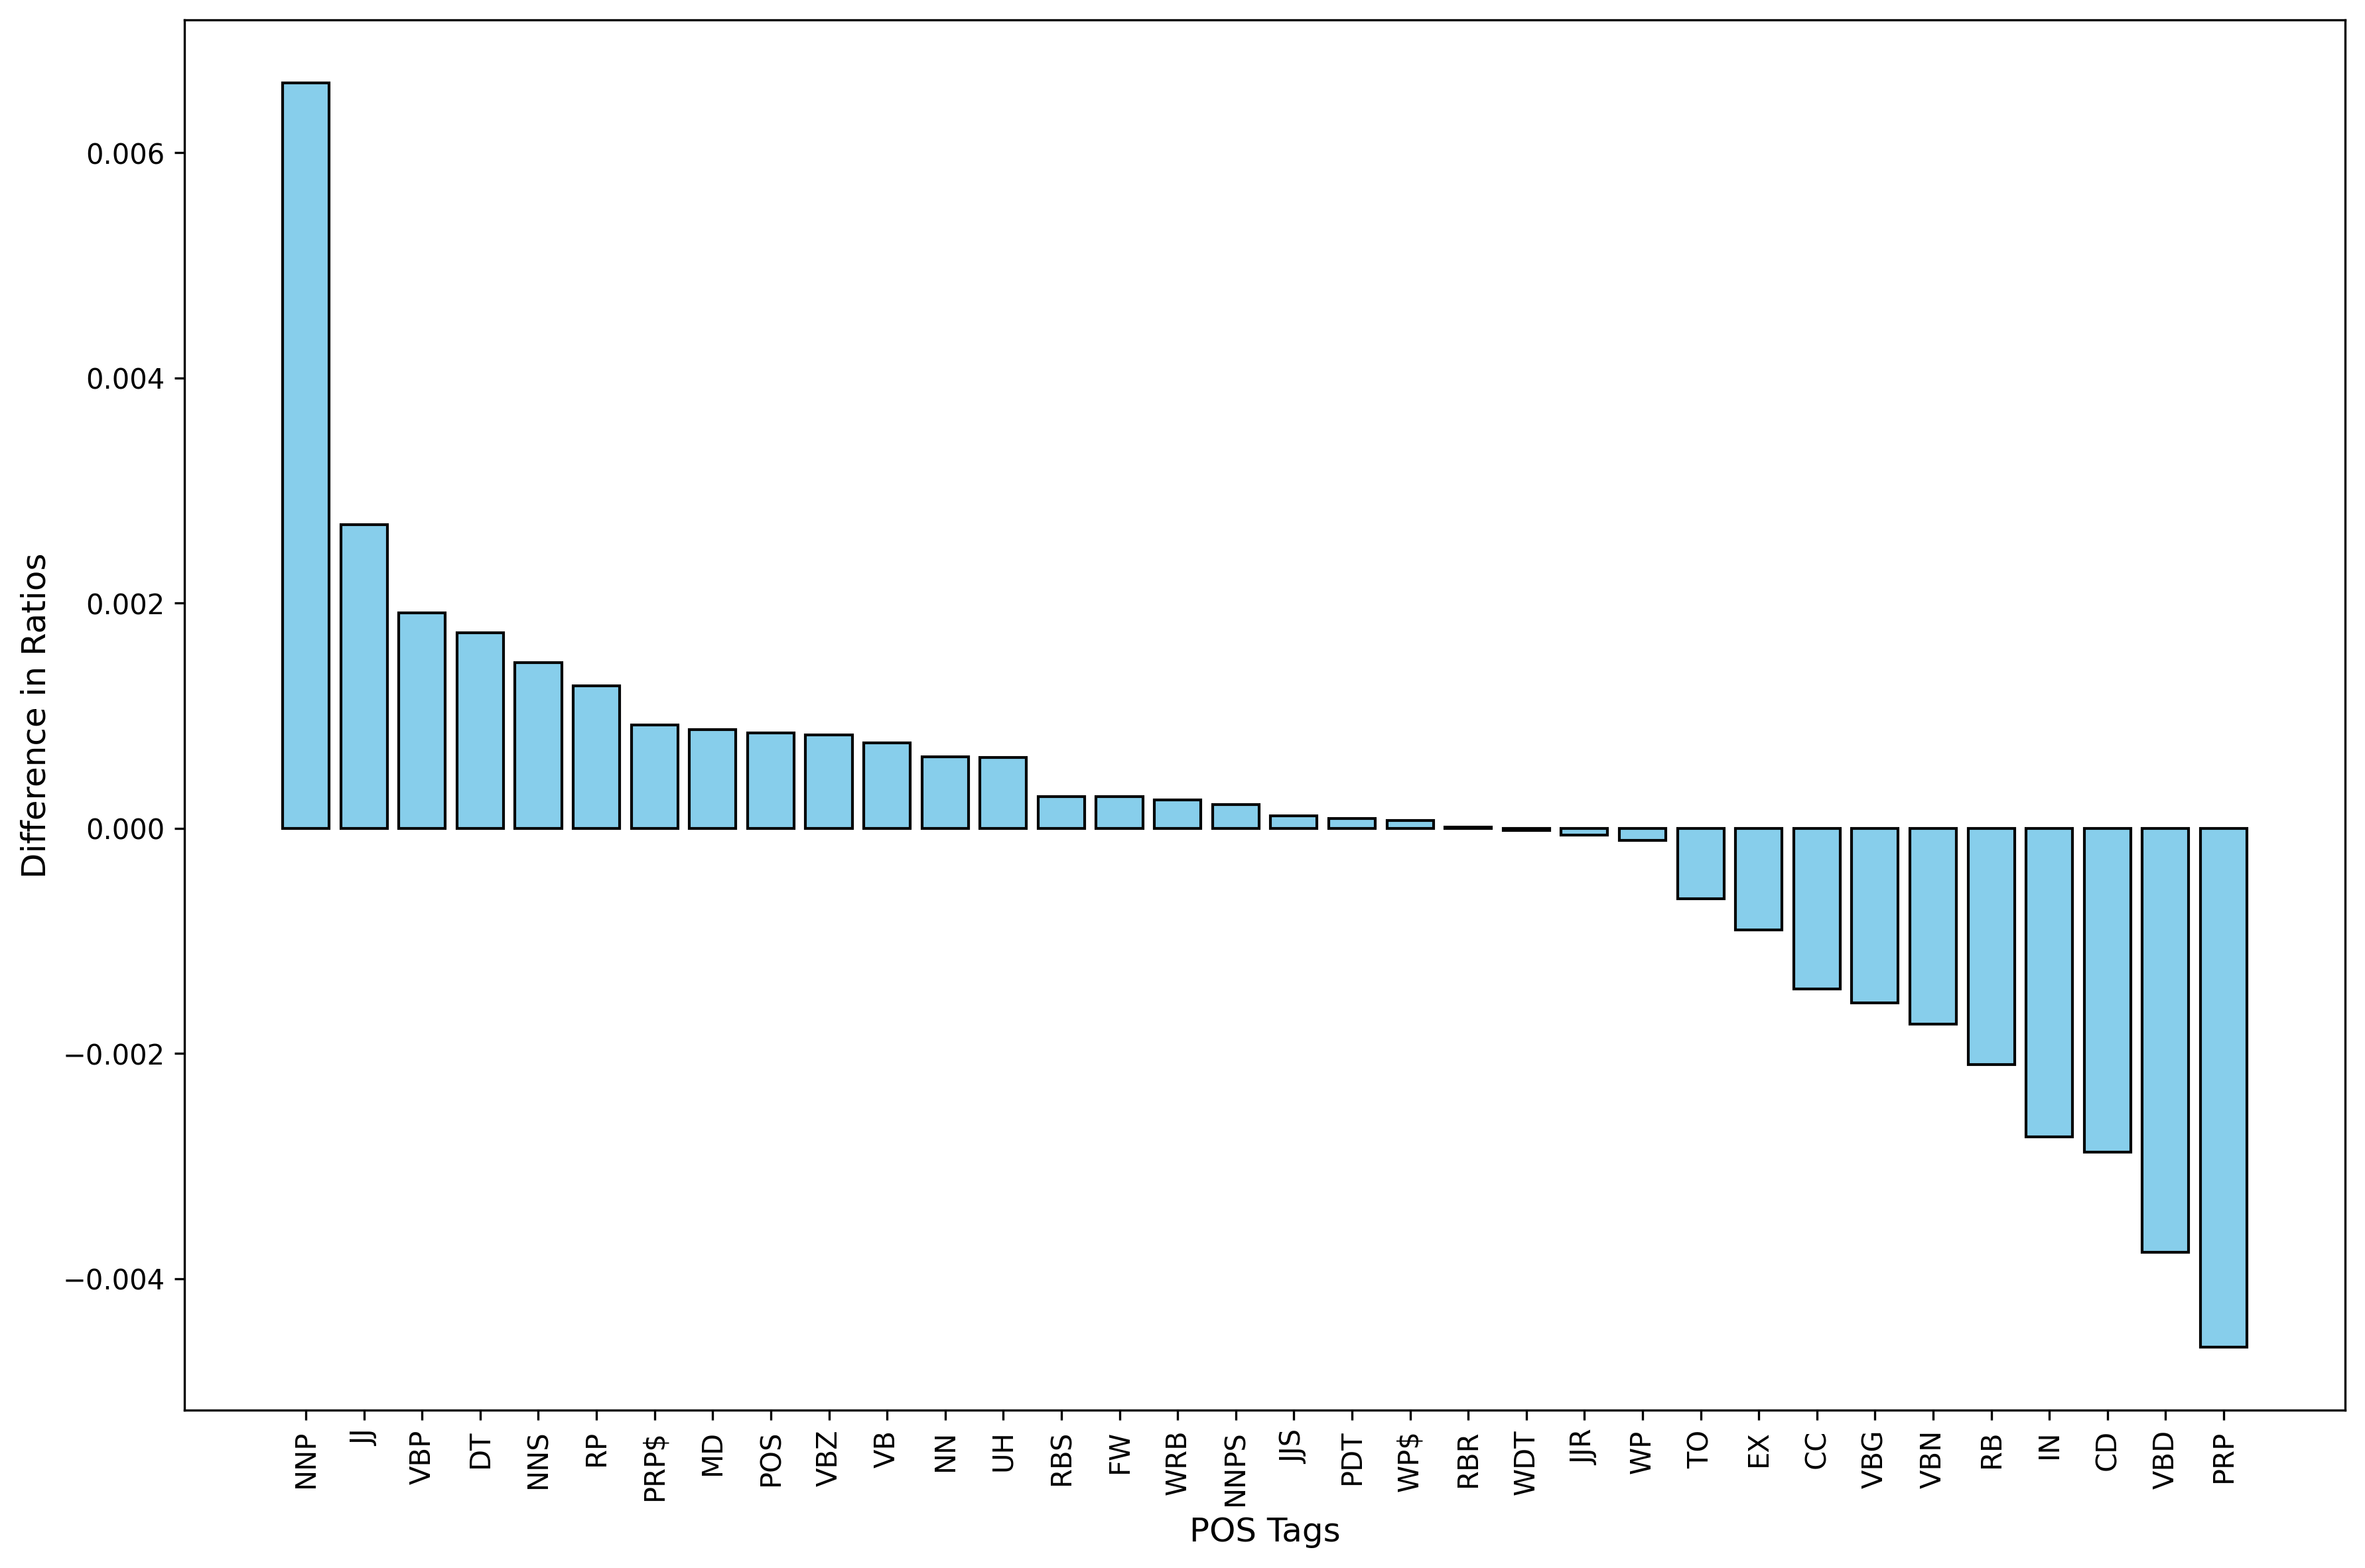 Difference in Ratios
0.006
0.004
0.002
0.000
−0.002
−0.004
NNP
JJ
VBP
DT
NNS
RP
PRP$
MD
POS
VBZ
VB
NN
UH
RBS
FW
WRB
NNPS
JJS
PDT
WP$
RBR
WDT
JJR
WP
TO
EX
CC
VBG
VBN
RB
IN
CD
VBD
PRP
POS Tags